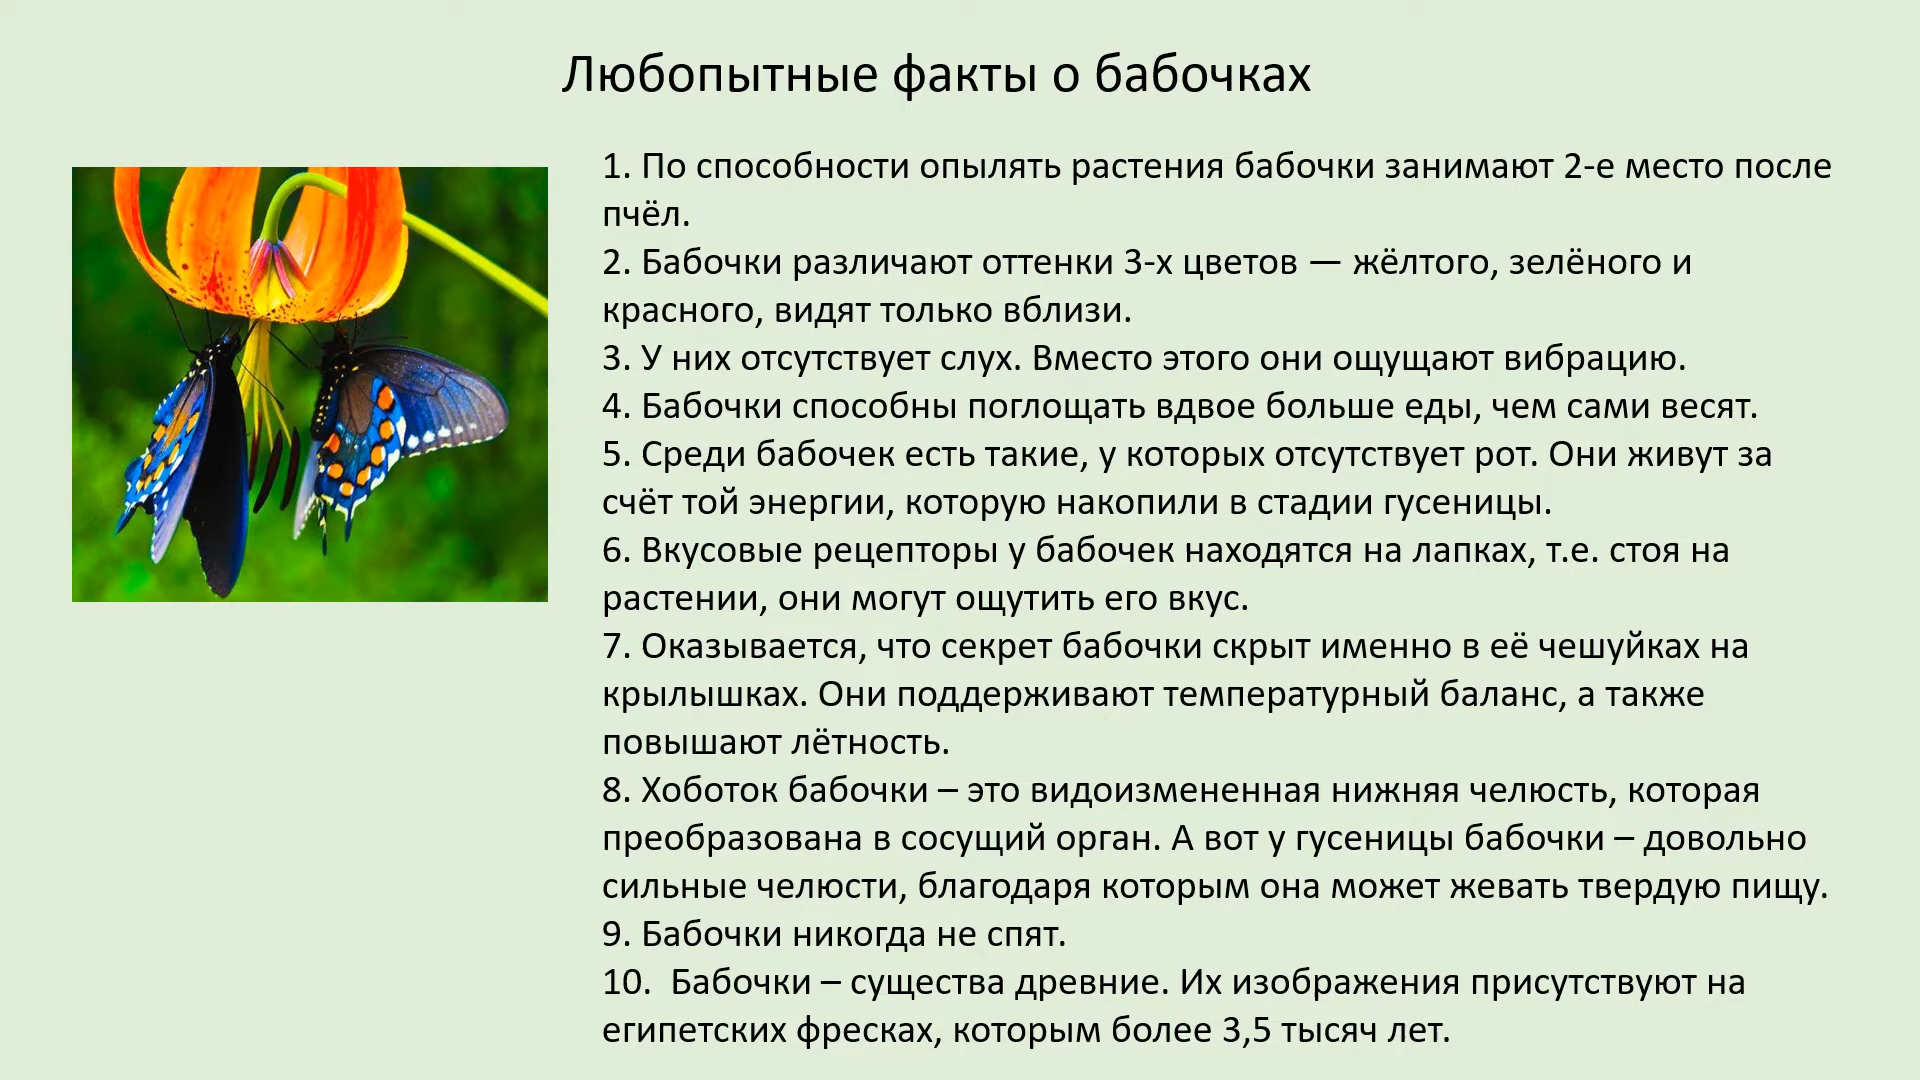 Любопытные факты о бабочках
1. По способности опылять растения бабочки занимают 2-е место после
пчёл.
2. Бабочки различают оттенки 3-х цветов — жёлтого, зелёного и
красного, видят только вблизи.
3. У них отсутствует слух. Вместо этого они ощущают вибрацию.
4. Бабочки способны поглощать вдвое больше еды, чем сами весят.
5. Среди бабочек есть такие, у которых отсутствует рот. Они живут за
счёт той энергии, которую накопили в стадии гусеницы.
6. Вкусовые рецепторы у бабочек находятся на лапках, т.е. стоя на
растении, они могут ощутить его вкус.
7. Оказывается, что секрет бабочки скрыт именно в её чешуйках на
крылышках. Они поддерживают температурный баланс, а также
повышают лётность.
8. Хоботок бабочки – это видоизмененная нижняя челюсть, которая
преобразована в сосущий орган. А вот у гусеницы бабочки – довольно
сильные челюсти, благодаря которым она может жевать твердую пищу.
9. Бабочки никогда не спят.
10.  Бабочки – существа древние. Их изображения присутствуют на
египетских фресках, которым более 3,5 тысяч лет.